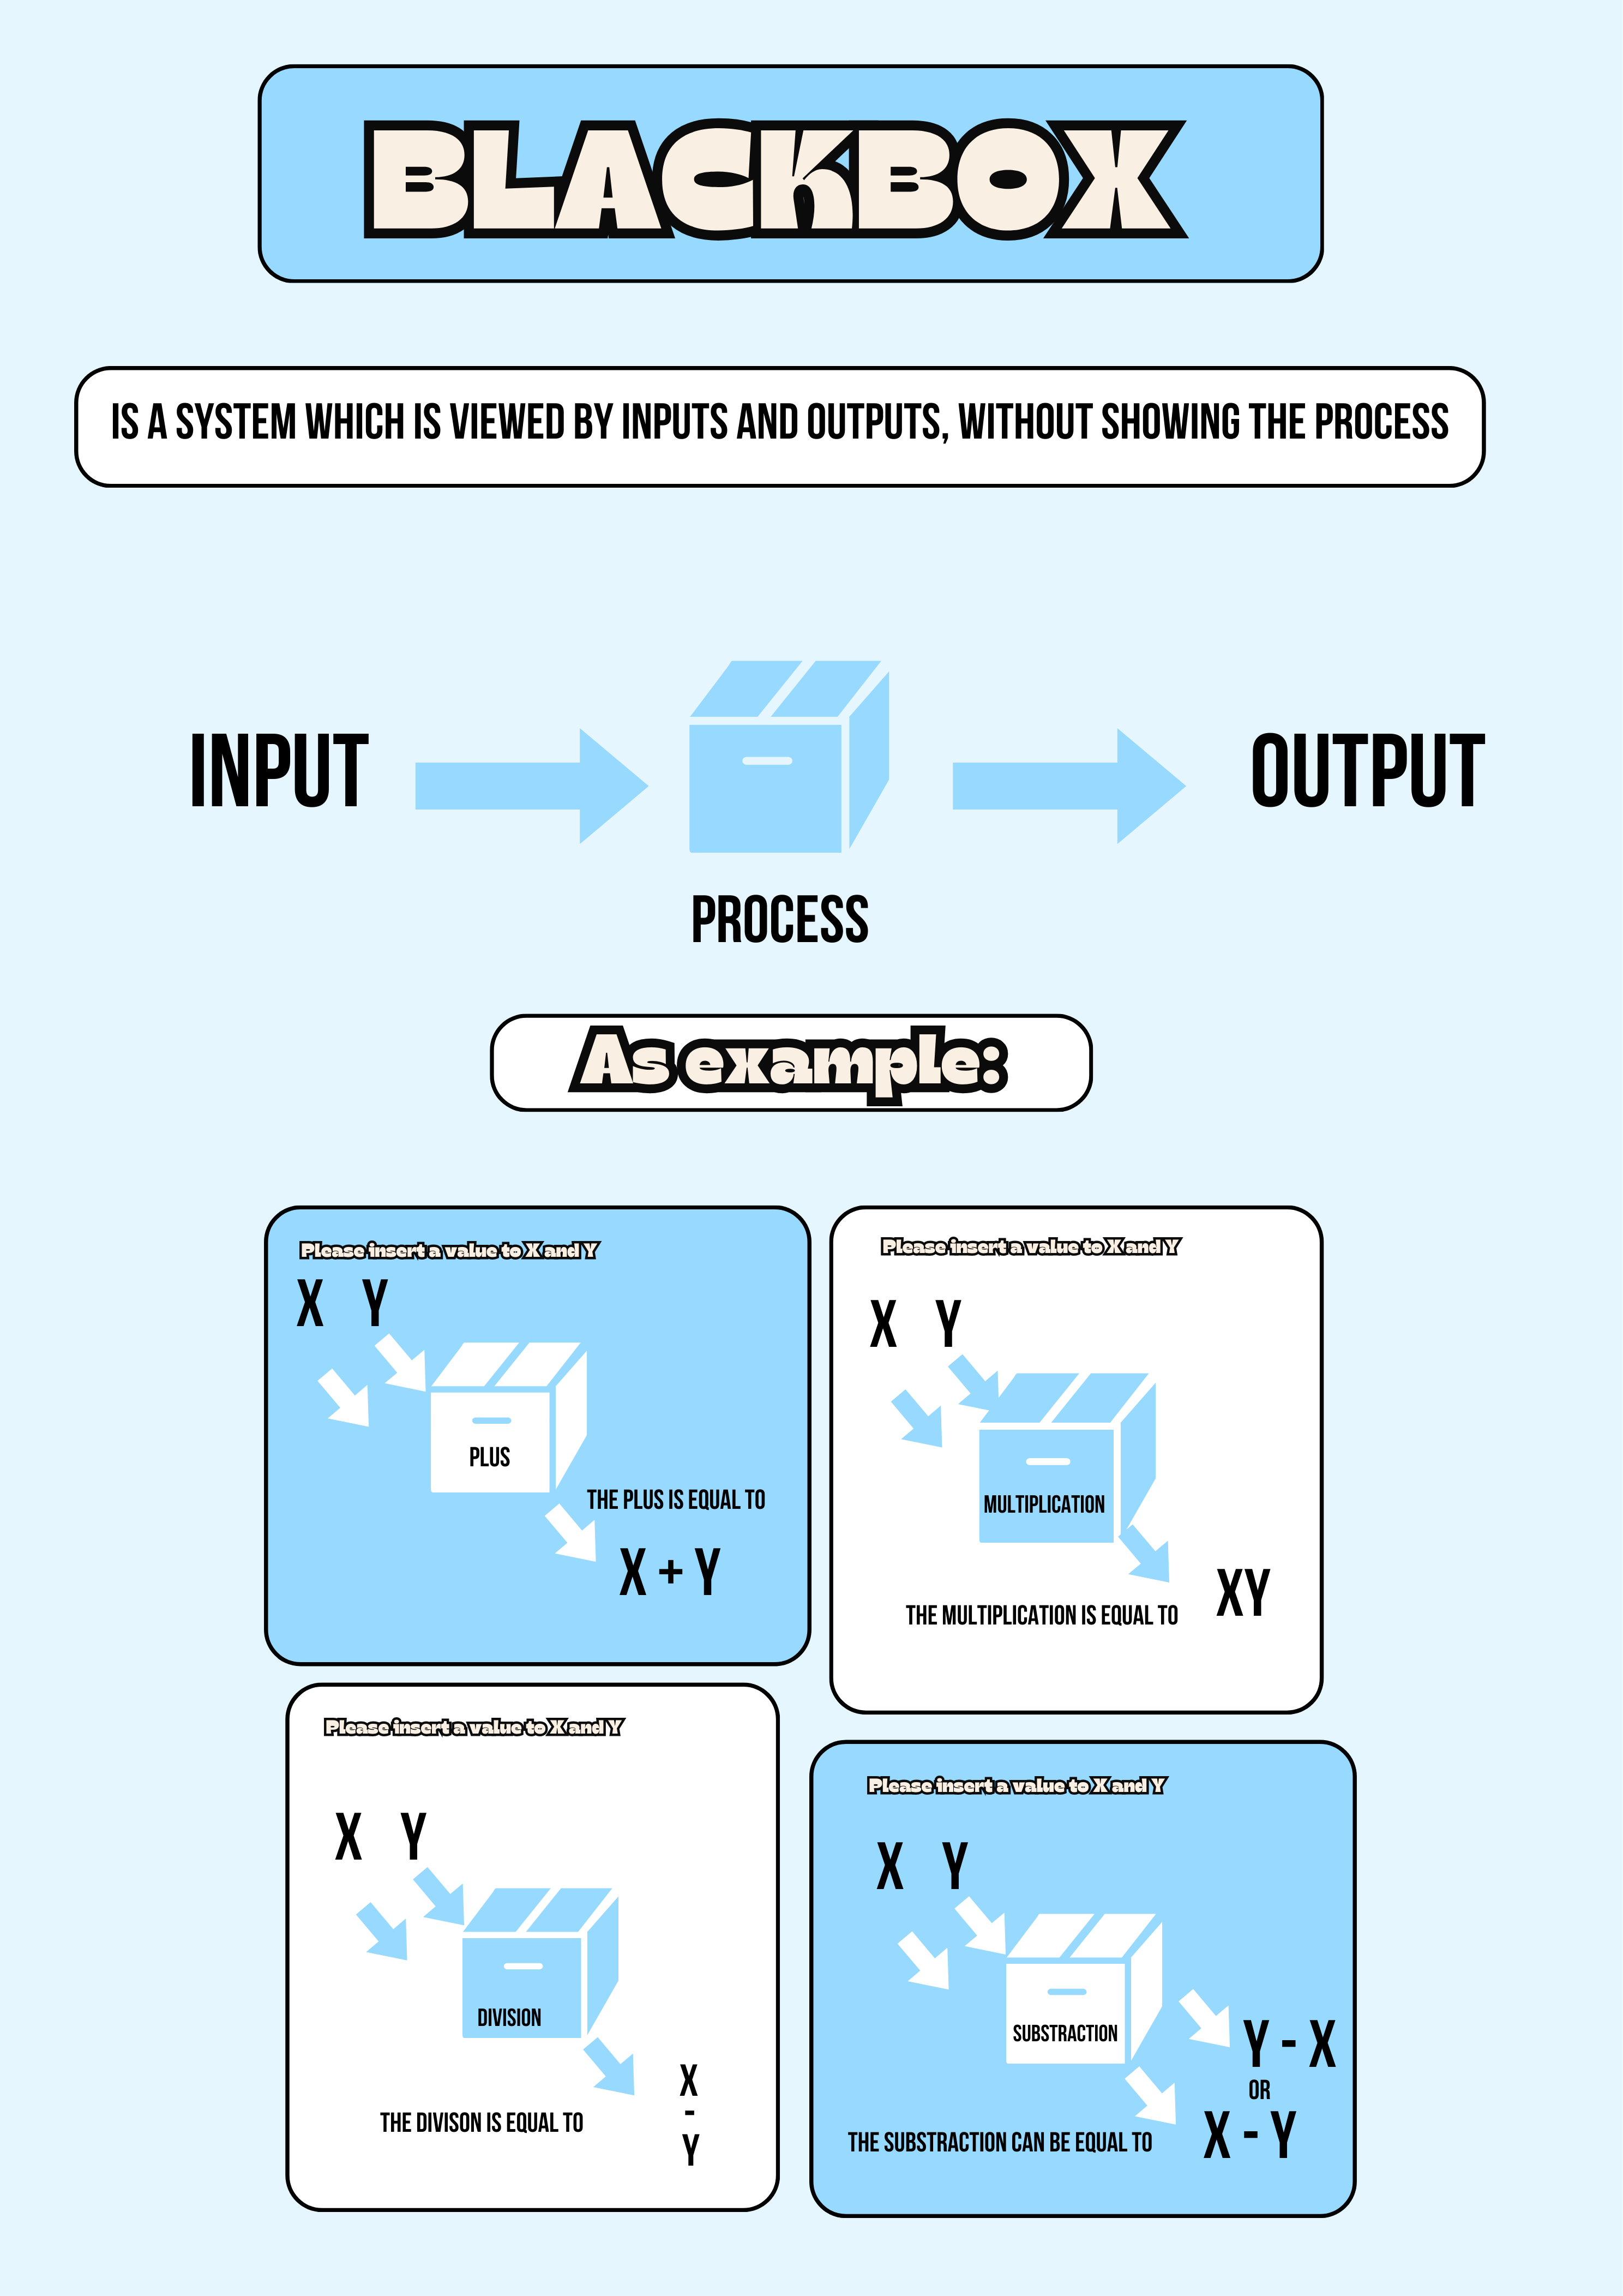 BLACKBOX
IS A SYSTEM WHICH IS VIEWED BY INPUTS AND OUTPUTS, WITHOUT SHOWING THE PROCESS
INPUT
OUTPUT
PROCESS
As example:
Please insert a value to X and Y
X Y
PLUS
THE PLUS IS EQUAL TO
X + Y
Please insert a value to X and Y
X Y
MULTIPLICATION
THE MULTIPLICATION IS EQUAL TO
XY
Please insert a value to X and Y
X Y
DIVISION
THE DIVISON IS EQUAL TO
X
-
Y
Please insert a value to X and Y
X Y
SUBSTRACTION
Y - X
OR
THE SUBSTRACTION CAN BE EQUAL TO
X - Y